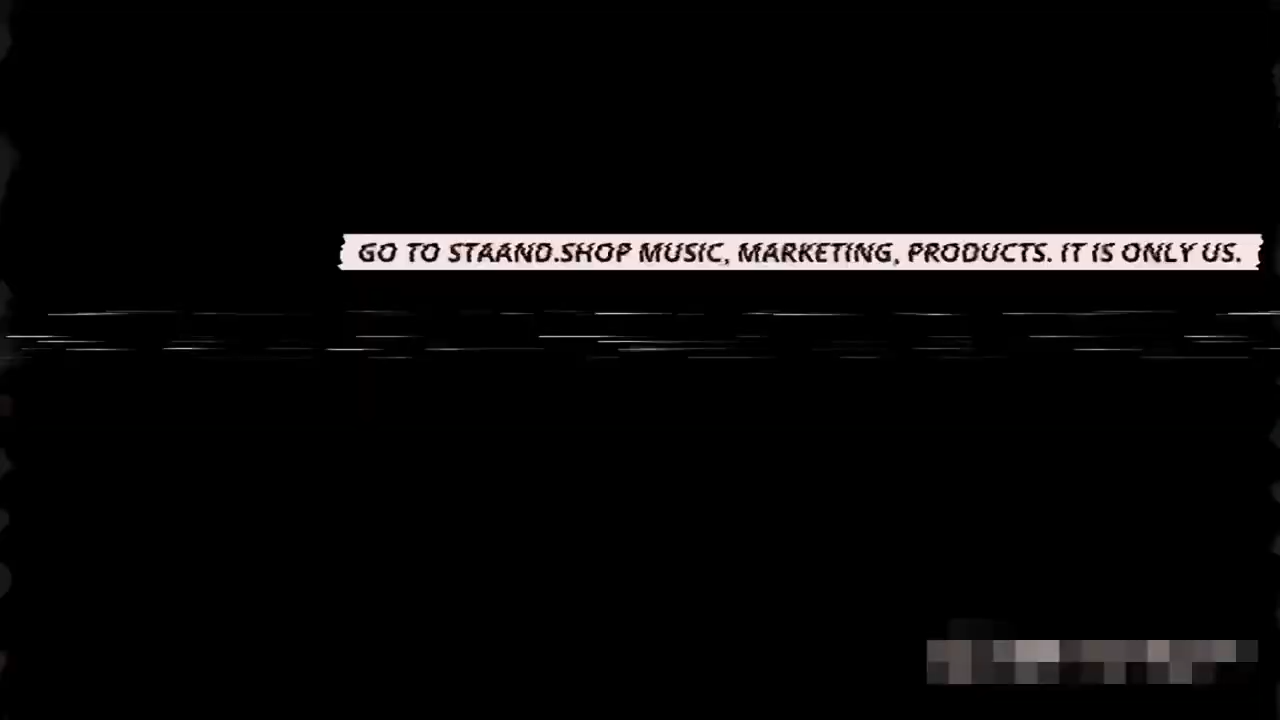 GO TO STAAND.SHOP MUSIC, MARKETING, PRODUCTS. IT IS ONLY US.